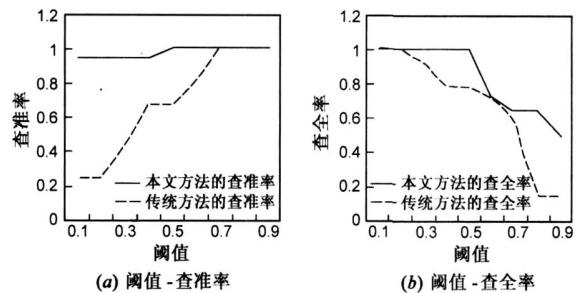 1.2
1
0.8
0.6
0.4
0.2
0
查准率
本文方法的查准率
传统方法的查准率
0.1 0.3 0.5 0.7 0.9
阈值
(a) 阈值-查准率
1.2
1
0.8
0.6
0.4
0.2
0
查全率
本文方法的查全率
传统方法的查全率
0.1 0.3 0.5 0.7 0.9
阈值
(b) 阈值-查全率